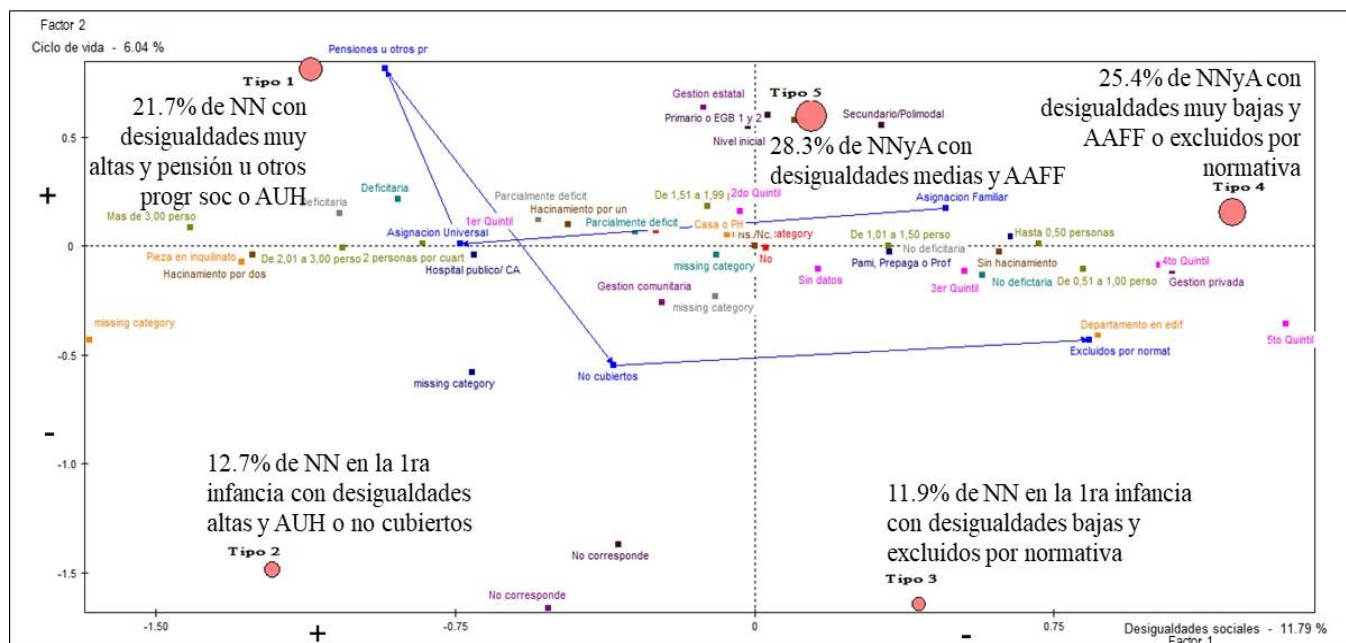 Factor 2
Ciclo de vida - 6.04 %
Pensiones u otros pr
Tipo 1
21.7% de NN con
desigualdades muy
altas y pensión u otros
progr soc o AUH
Gestion estatal
Primario o EGB 1 y 2
Nivel inicial
Tipo 5
Secundario/Polimodal
28.3% de NNyA con
desigualdades medias y AAFF
25.4% de NNyA con
desigualdades muy bajas y
AAFF o excluidos por
normativa
Tipo 4
0.5
+
Deficitaria
Deficitaria
Parcialmente deficit
De 1,51 a 1,99
2do Quintil
Asignacion Familiar
Mas de 3,00 perso
1er Quintil
Hacinamiento por un
Parcialmente deficit
Casa o PH
Asignacion Universal
Ns./Nc.
category
De 1,01 a 1,50 perso
Hasta 0,50 personas
0
No
No deficitaria
Pieza en inquilinato
De 2,01 a 3,00 perso
2 personas por cuart
Hospital publico/ CA
missing category
Pami, Prepaga o Prof
Sin hacinamiento
4to Quintil
Hacinamiento por dos
Gestion comunitaria
Sin datos
3er Quintil
No defictaria
De 0,51 a 1,00 perso
Gestion privada
missing category
missing category
Departamento en edif
5to Quintil
-0.5
Excluidos por normat
No cubiertos
missing category
-
-1.0
12.7% de NN en la 1ra
infancia con desigualdades
altas y AUH o no cubiertos
11.9% de NN en la 1ra infancia
con desigualdades bajas y
excluidos por normativa
No corresponde
Tipo 2
-1.5
Tipo 3
No corresponde
-1.50
-0.75
0
0.75
+
-
Desigualdades sociales - 11.79 %
Factor 1